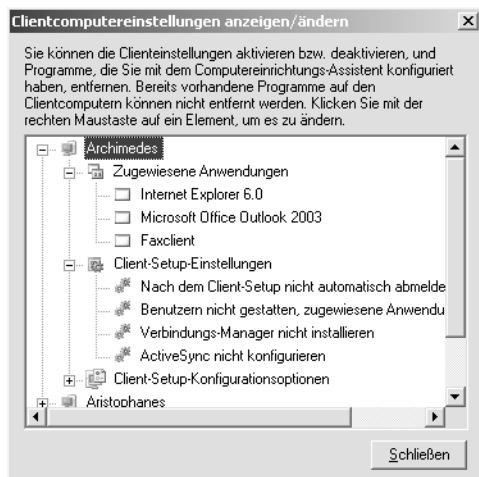 Clientcomputereinstellungen anzeigen/ändern
Sie können die Clienteinstellungen aktivieren bzw. deaktivieren, und
Programme, die Sie mit dem Computereinrichtungs-Assistent konfiguriert
haben, entfernen. Bereits vorhandene Programme auf den
Clientcomputern können nicht entfernt werden. Klicken Sie mit der
rechten Maustaste auf ein Element, um es zu ändern.
Archimedes
Zugewiesene Anwendungen
Internet Explorer 6.0
Microsoft Office Outlook 2003
Faxclient
Client-Setup-Einstellungen
Nach dem Client-Setup nicht automatisch abmelde
Benutzern nicht gestatten, zugewiesene Anwendu
Verbindungs-Manager nicht installieren
ActiveSync nicht konfigurieren
Client-Setup-Konfigurationsoptionen
Aristophanes
Schließen